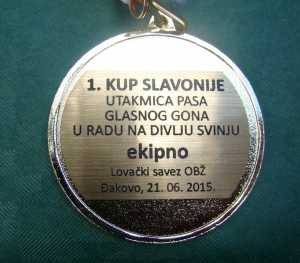 1. KUP SLAVONIJE
UTAKMICA PASA
GLASNOG GONA
U RADU NA DIVLJU SVINJU
ekipno
Lovački savez OBŽ
Đakovo, 21. 06. 2015.